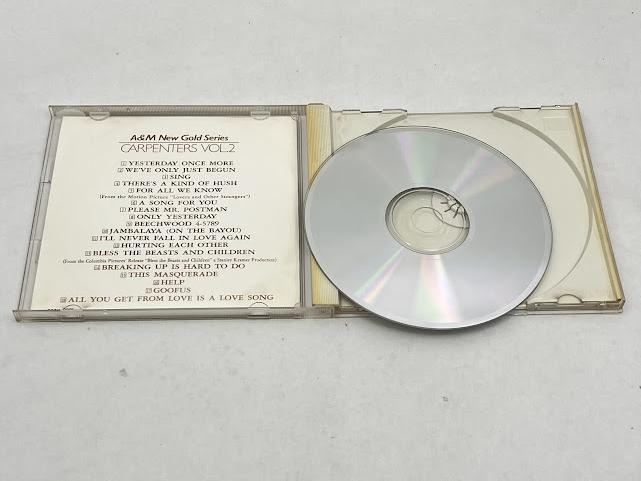 A&M New Gold Series
CARPENTERS VOL.2
1 YESTERDAY ONCE MORE
2 WE'VE ONLY JUST BEGUN
3 SING
4 THERE'S A KIND OF HUSH
5 FOR ALL WE KNOW
(From the Motion Picture "Lovers and Other Strangers")
6 A SONG FOR YOU
7 PLEASE MR. POSTMAN
8 ONLY YESTERDAY
9 BEECHWOOD 4-5789
10 JAMBALAYA (ON THE BAYOU)
11 I'LL NEVER FALL IN LOVE AGAIN
12 HURTING EACH OTHER
13 BLESS THE BEASTS AND CHILDREN
(From the Columbia Pictures Release "Bless the Beasts and Children" a Stanley Kramer Production)
14 BREAKING UP IS HARD TO DO
15 THIS MASQUERADE
16 HELP
17 GOOFUS
18 ALL YOU GET FROM LOVE IS A LOVE SONG